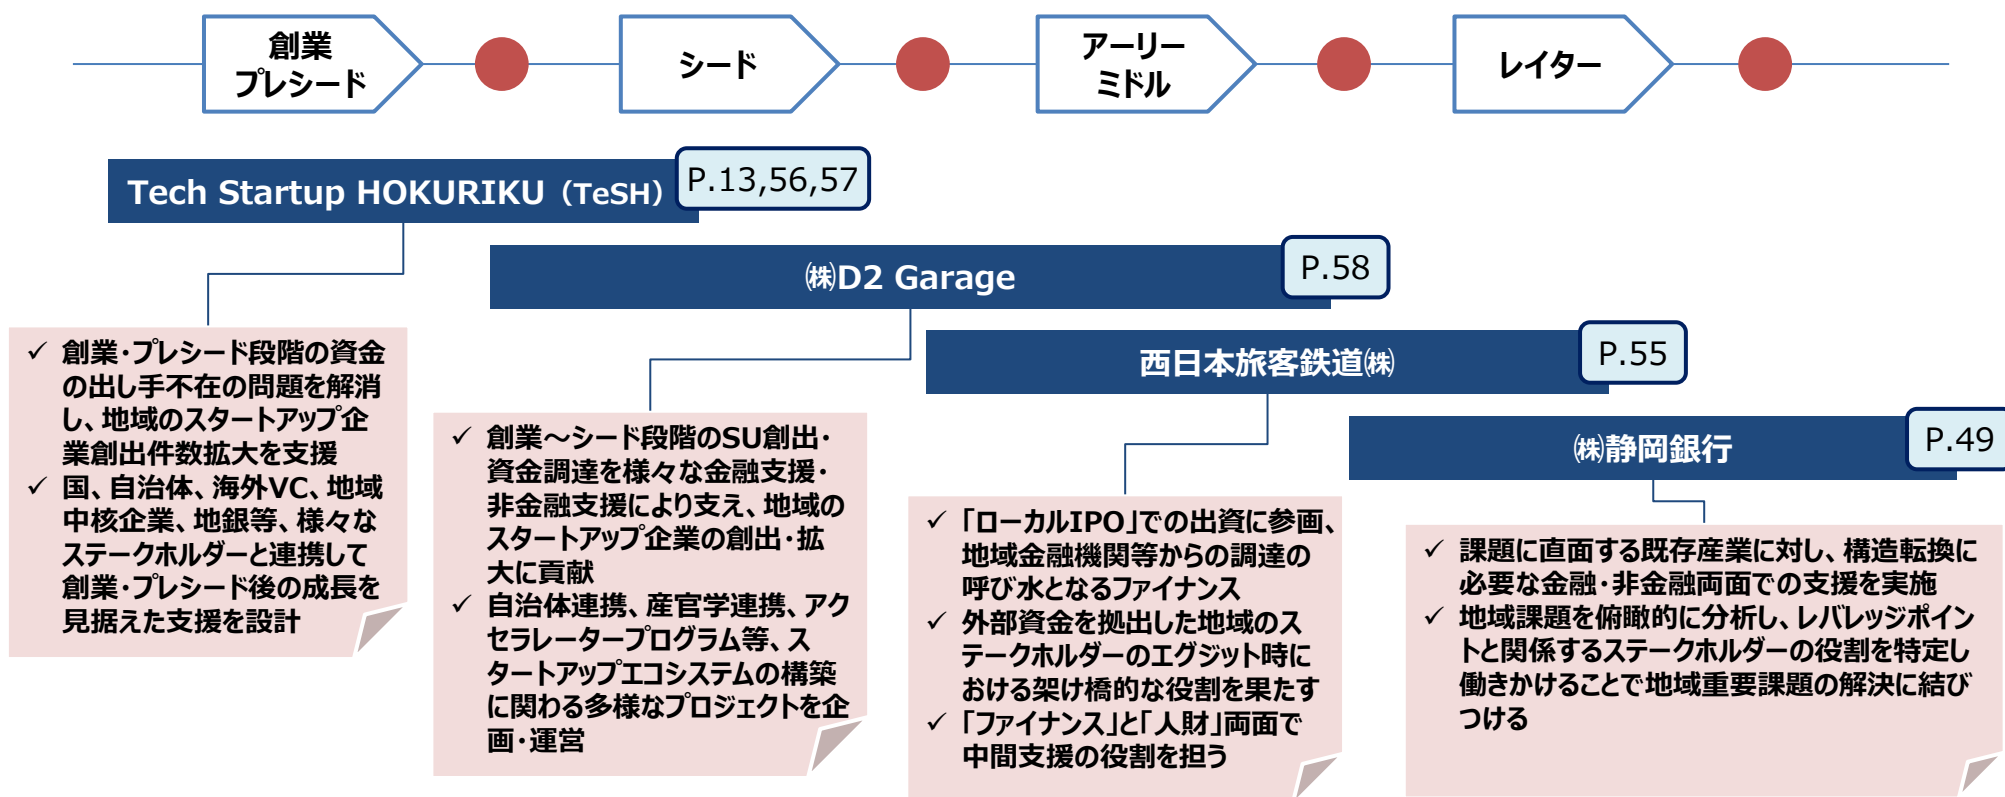 創業
プレシード
シード
アーリー
ミドル
レイター
Tech Startup HOKURIKU（TeSH）
P.13,56,57
㈱D2 Garage
P.58
西日本旅客鉄道㈱
P.55
㈱静岡銀行
P.49
✓ 創業・プレシード段階の資金
の出し手不在の問題を解消
し、地域のスタートアップ企
業創出件数拡大を支援
✓ 国、自治体、海外VC、地域
中核企業、地銀等、様々な
ステークホルダーと連携して
創業・プレシード後の成長を
見据えた支援を設計
✓ 創業～シード段階のSU創出・
資金調達を様々な金融支援・
非金融支援により支え、地域の
スタートアップ企業の創出・拡
大に貢献
✓ 自治体連携、産官学連携、アク
セラレータープログラム等、ス
タートアップエコシステムの構築
に関わる多様なプロジェクトを企
画・運営
✓ 「ローカルIPO」での出資に参画、
地域金融機関等からの調達の
呼び水となるファイナンス
✓ 外部資金を拠出した地域のス
テークホルダーのエグジット時に
おける架け橋的な役割を果たす
✓ 「ファイナンス」と「人財」両面で
中間支援の役割を担う
✓ 課題に直面する既存産業に対し、構造転換に
必要な金融・非金融両面での支援を実施
✓ 地域課題を俯瞰的に分析し、レバレッジポイン
トと関係するステークホルダーの役割を特定し
働きかけることで地域重要課題の解決に結び
つける